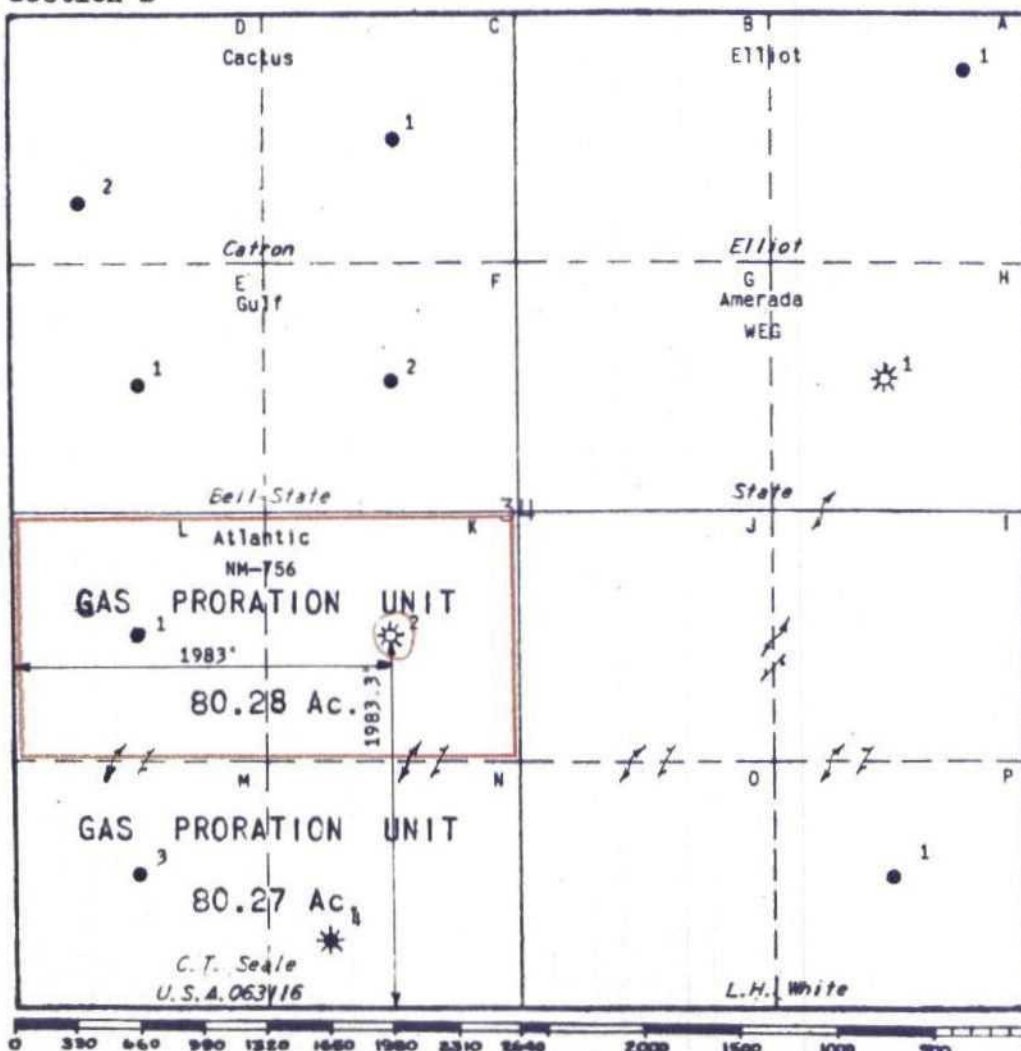 D C B A
Cactus Elliot
1
1
2
Catron Elliot
E F G H
Gulf Amerada
WEG
1 2 1
Bell-State 34 State
L K J I
Atlantic
NM-756
GAS PRORATION UNIT
1 2
1983'
1983.3'
80.28 Ac.
M N O P
GAS PRORATION UNIT
3 1
80.27 Ac.
4
C.T. Seale
U.S.A. 063116 L.H. White
0 330 660 990 1320 1650 1980 2310 2640 2000 1500 1000 500